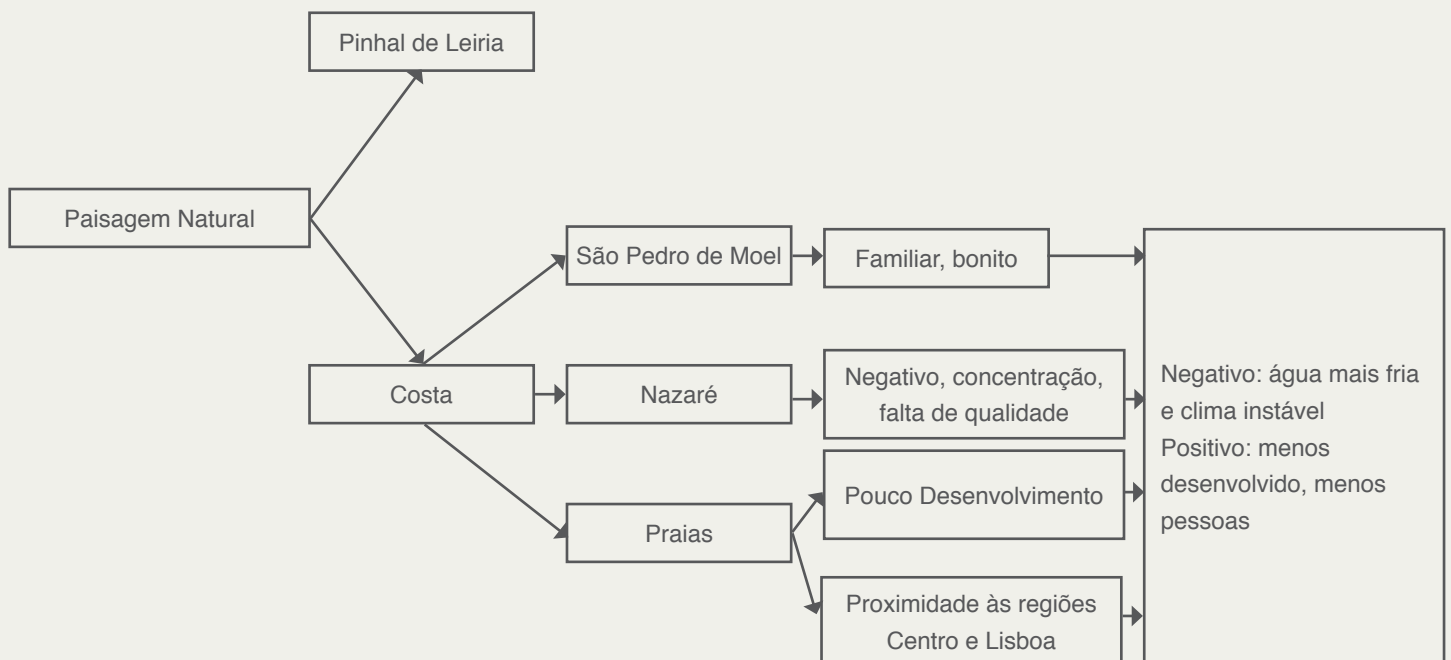 Pinhal de Leiria
Paisagem Natural
São Pedro de Moel
Familiar, bonito
Costa
Nazaré
Negativo, concentração,
falta de qualidade
Praias
Pouco Desenvolvimento
Proximidade às regiões
Centro e Lisboa
Negativo: água mais fria
e clima instável
Positivo: menos
desenvolvido, menos
pessoas